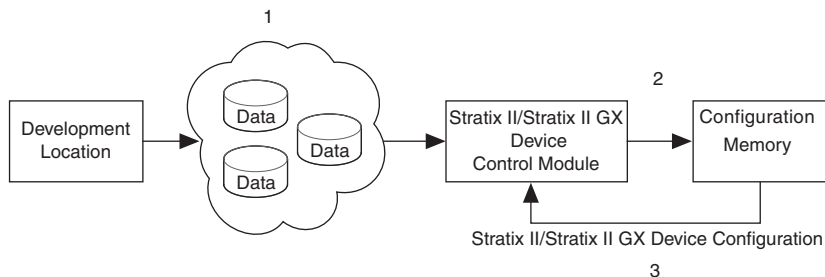 1
Development
Location
Data
Data
Data
Stratix II/Stratix II GX
Device
Control Module
2
Configuration
Memory
Stratix II/Stratix II GX Device Configuration
3